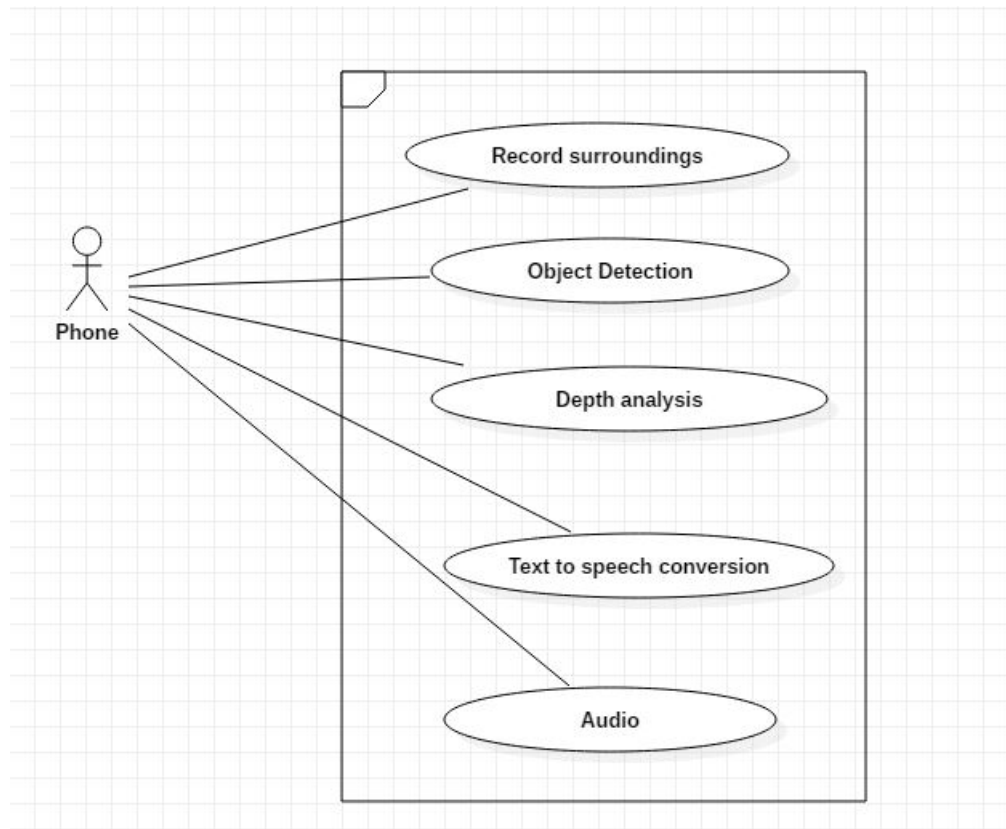 Record surroundings
Object Detection
Phone
Depth analysis
Text to speech conversion
Audio